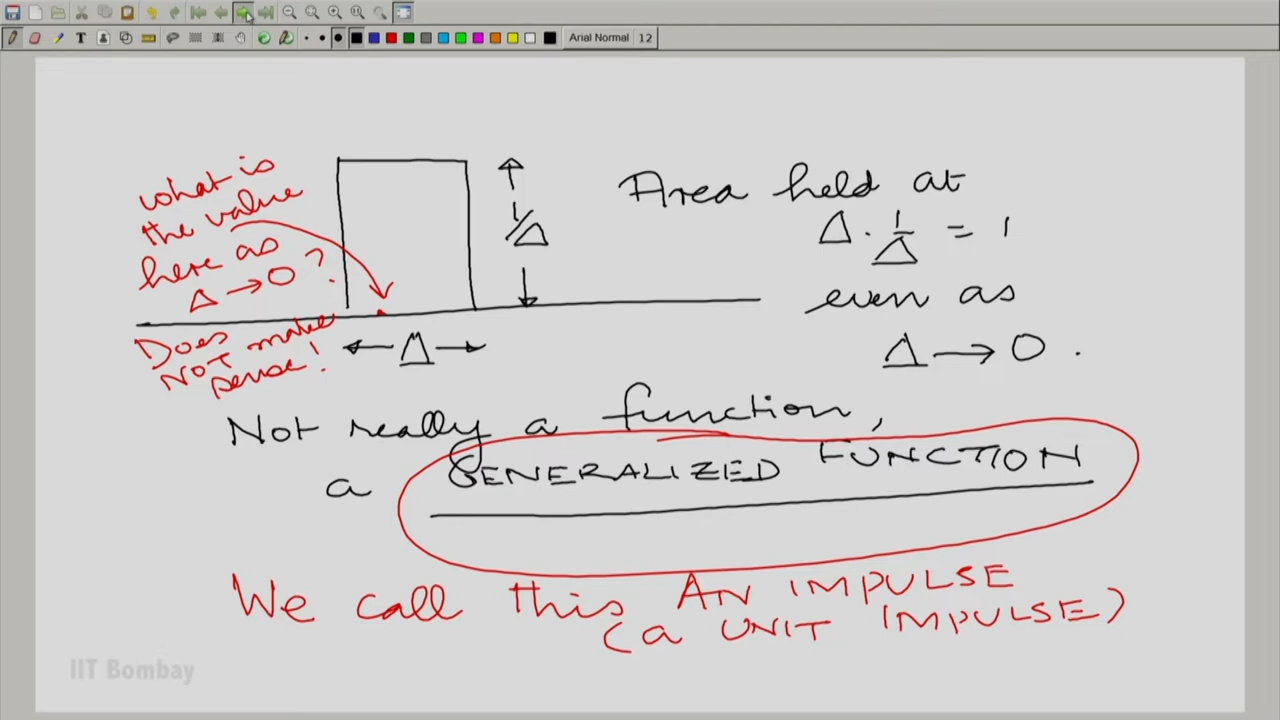 Arial Normal 12
what is
the value
here as
Δ → 0 ?
Does
NOT make
sense!
1/Δ
Δ
Area held at
Δ · 1/Δ = 1
even as
Δ → 0 .
Not really a function,
a GENERALIZED FUNCTION
We call this AN IMPULSE
(a UNIT IMPULSE)
IIT Bombay